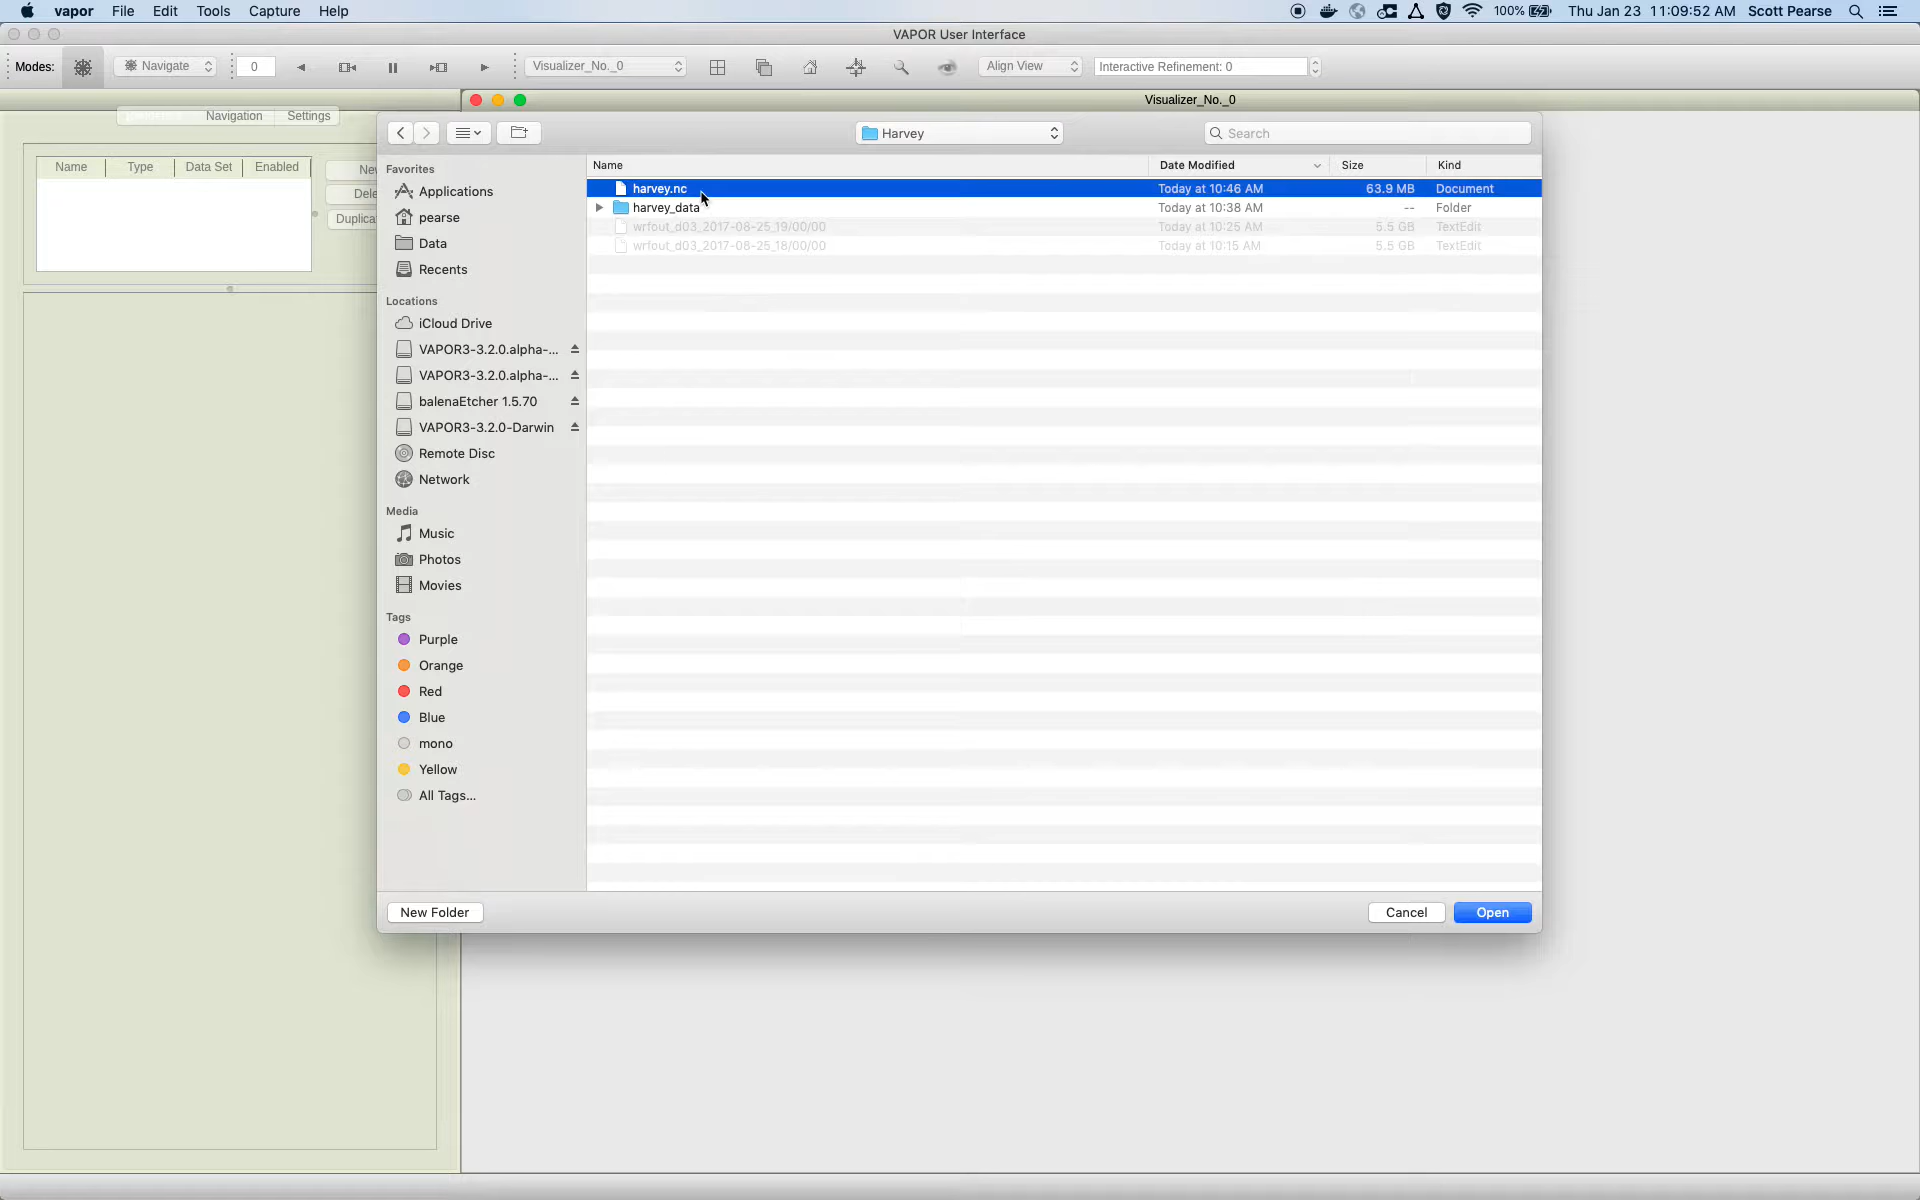 vapor File Edit Tools Capture Help 100% Thu Jan 23 11:09:52 AM Scott Pearse
VAPOR User Interface
Modes: Navigate 0 Visualizer_No._0 Align View Interactive Refinement: 0
Visualizer_No._0
Navigation Settings
Harvey Search
Name Type Data Set Enabled
New
Dele
Duplica
Favorites
Applications
pearse
Data
Recents
Locations
iCloud Drive
VAPOR3-3.2.0.alpha-...
VAPOR3-3.2.0.alpha-...
balenaEtcher 1.5.70
VAPOR3-3.2.0-Darwin
Remote Disc
Network
Media
Music
Photos
Movies
Tags
Purple
Orange
Red
Blue
mono
Yellow
All Tags...
Name Date Modified Size Kind
harvey.nc Today at 10:46 AM 63.9 MB Document
harvey_data Today at 10:38 AM -- Folder
wrfout_d03_2017-08-25_19/00/00 Today at 10:25 AM 5.5 GB TextEdit
wrfout_d03_2017-08-25_18/00/00 Today at 10:15 AM 5.5 GB TextEdit
New Folder Cancel Open